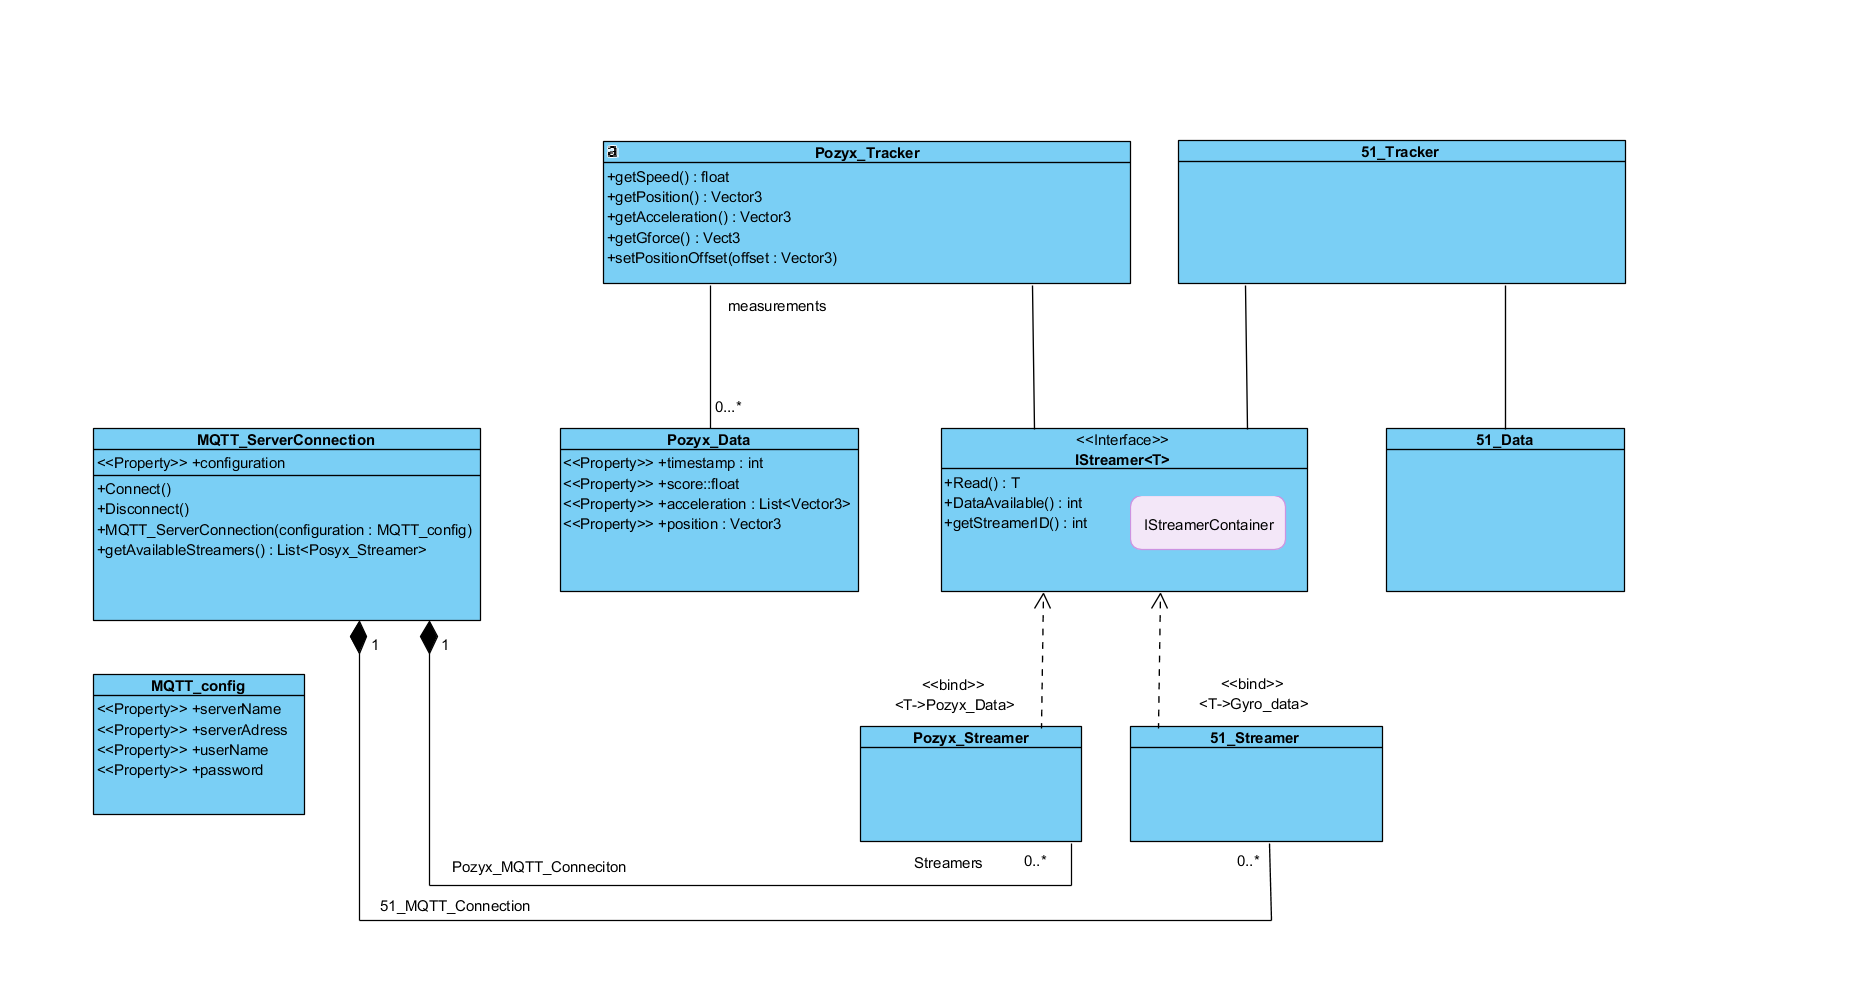 a
Pozyx_Tracker
+getSpeed() : float
+getPosition() : Vector3
+getAcceleration() : Vector3
+getGforce() : Vect3
+setPositionOffset(offset : Vector3)
51_Tracker
measurements
0...*
MQTT_ServerConnection
<<Property>> +configuration
+Connect()
+Disconnect()
+MQTT_ServerConnection(configuration : MQTT_config)
+getAvailableStreamers() : List<Posyx_Streamer>
Pozyx_Data
<<Property>> +timestamp : int
<<Property>> +score::float
<<Property>> +acceleration : List<Vector3>
<<Property>> +position : Vector3
<<Interface>>
IStreamer<T>
+Read() : T
+DataAvailable() : int
+getStreamerID() : int
IStreamerContainer
51_Data
1
1
MQTT_config
<<Property>> +serverName
<<Property>> +serverAdress
<<Property>> +userName
<<Property>> +password
<<bind>>
<T->Pozyx_Data>
<<bind>>
<T->Gyro_data>
Pozyx_Streamer
51_Streamer
Pozyx_MQTT_Conneciton
Streamers
0..*
0..*
51_MQTT_Connection